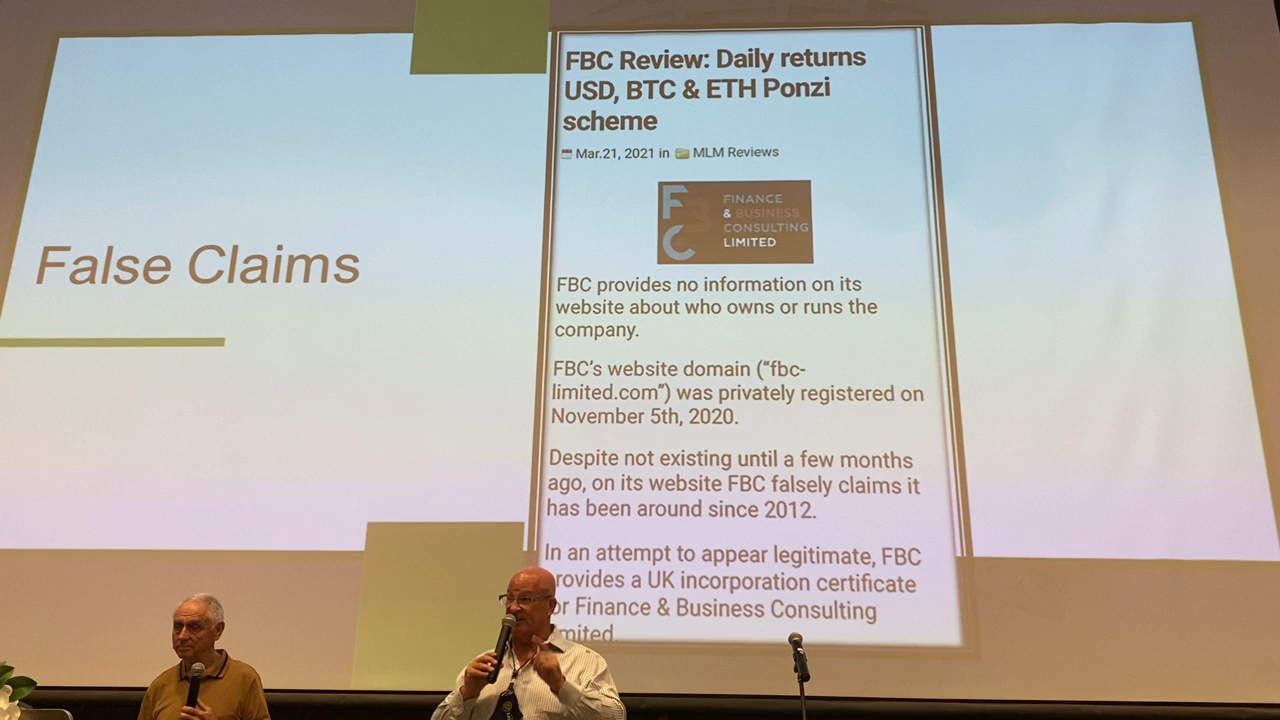 False Claims
FBC Review: Daily returns
USD, BTC & ETH Ponzi
scheme
Mar.21, 2021 in MLM Reviews
FBC
FINANCE
& BUSINESS
CONSULTING
LIMITED
FBC provides no information on its
website about who owns or runs the
company.
FBC's website domain (“fbc-
limited.com”) was privately registered on
November 5th, 2020.
Despite not existing until a few months
ago, on its website FBC falsely claims it
has been around since 2012.
In an attempt to appear legitimate, FBC
provides a UK incorporation certificate
for Finance & Business Consulting
Limited.